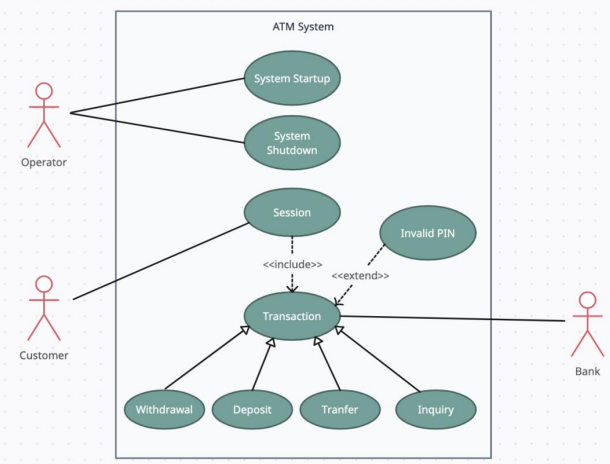 ATM System
System Startup
System
Shutdown
Operator
Session
Invalid PIN
<<include>>
<<extend>>
Transaction
Customer
Bank
Withdrawal
Deposit
Tranfer
Inquiry